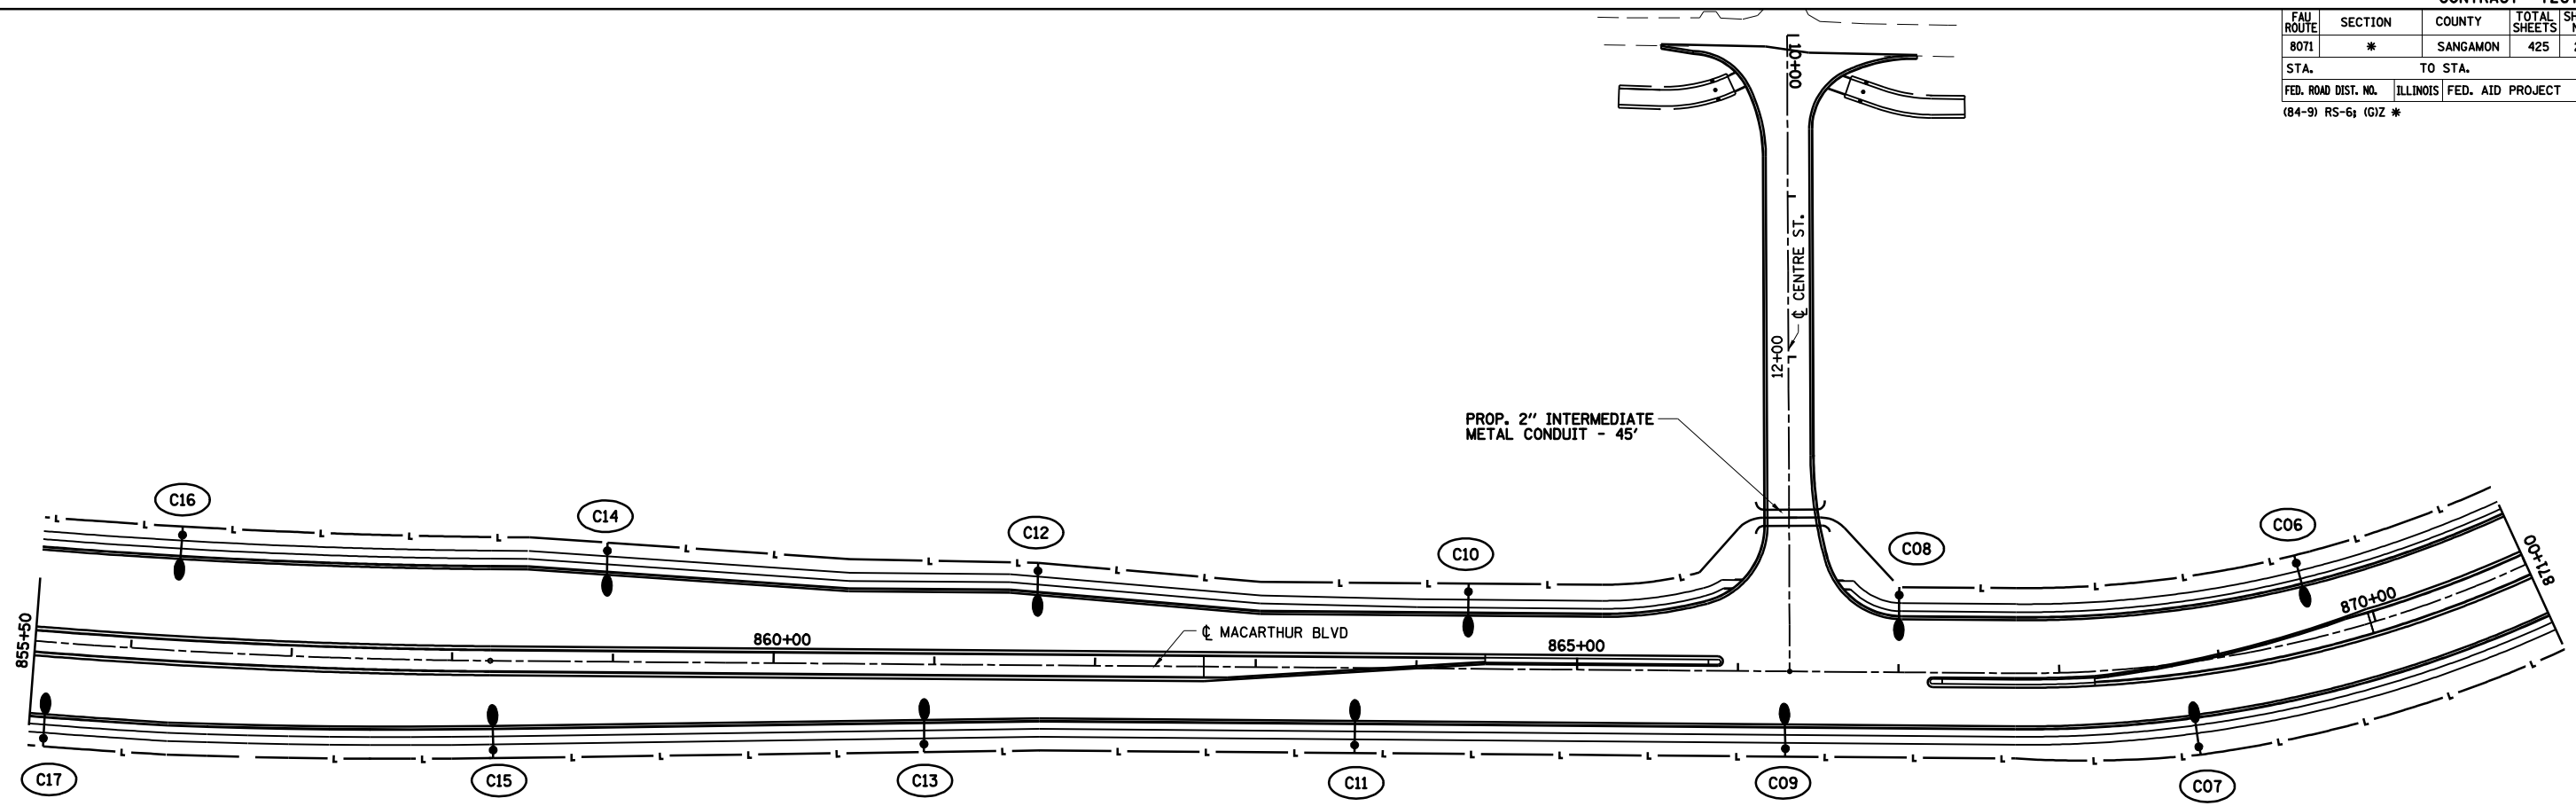 FAU ROUTE SECTION COUNTY TOTAL SHEETS
8071 * SANGAMON 425
STA. TO STA.
FED. ROAD DIST. NO. ILLINOIS FED. AID PROJECT
(84-9) RS-6; (G)Z *
10+00
℄ CENTRE ST.
12+00
PROP. 2" INTERMEDIATE
METAL CONDUIT - 45'
C16
C14
C12
C10
C08
C06
871+00
870+00
855+50
860+00
℄ MACARTHUR BLVD
865+00
C17
C15
C13
C11
C09
C07